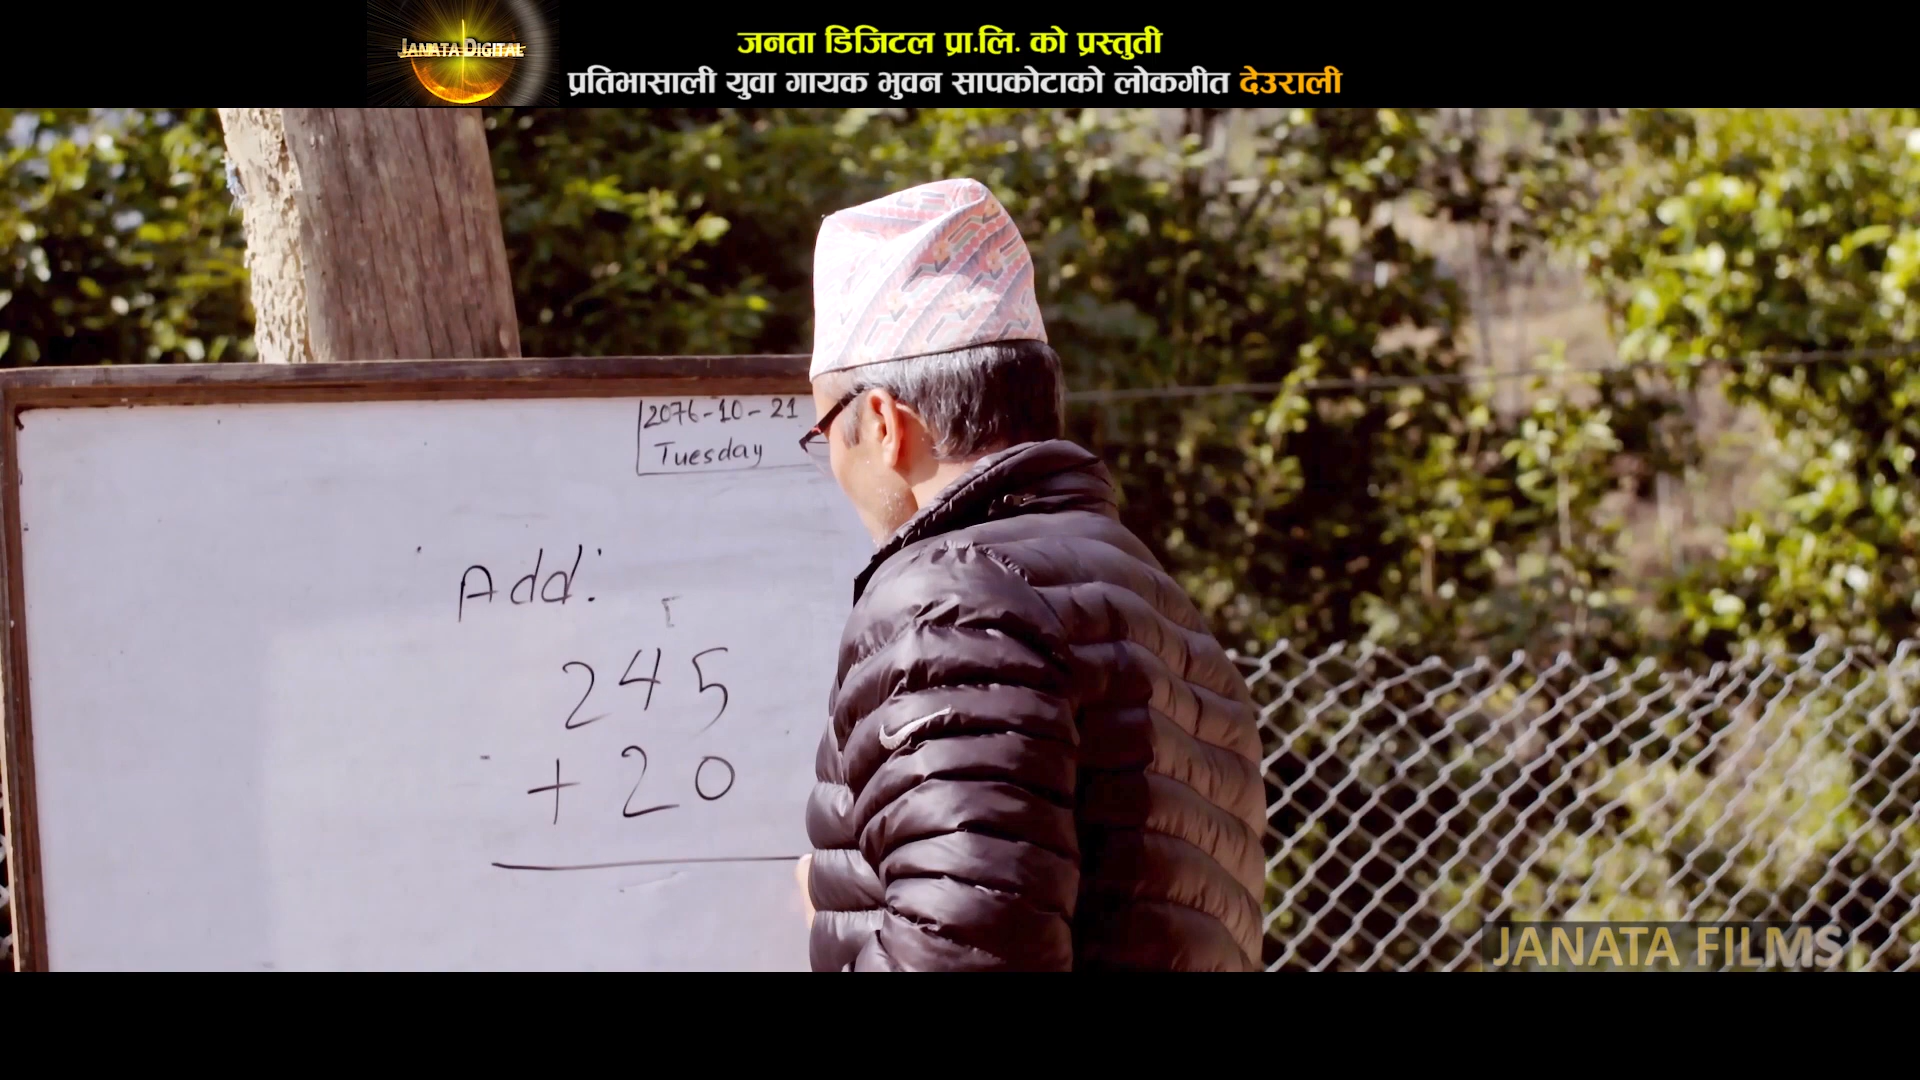 JANATA DIGITAL
जनता डिजिटल प्रा.लि. को प्रस्तुती
प्रतिभासाली युवा गायक भुवन सापकोटाको लोकगीत देउराली
2076-10-21
Tuesday
Add:
245
+ 20
JANATA FILMS